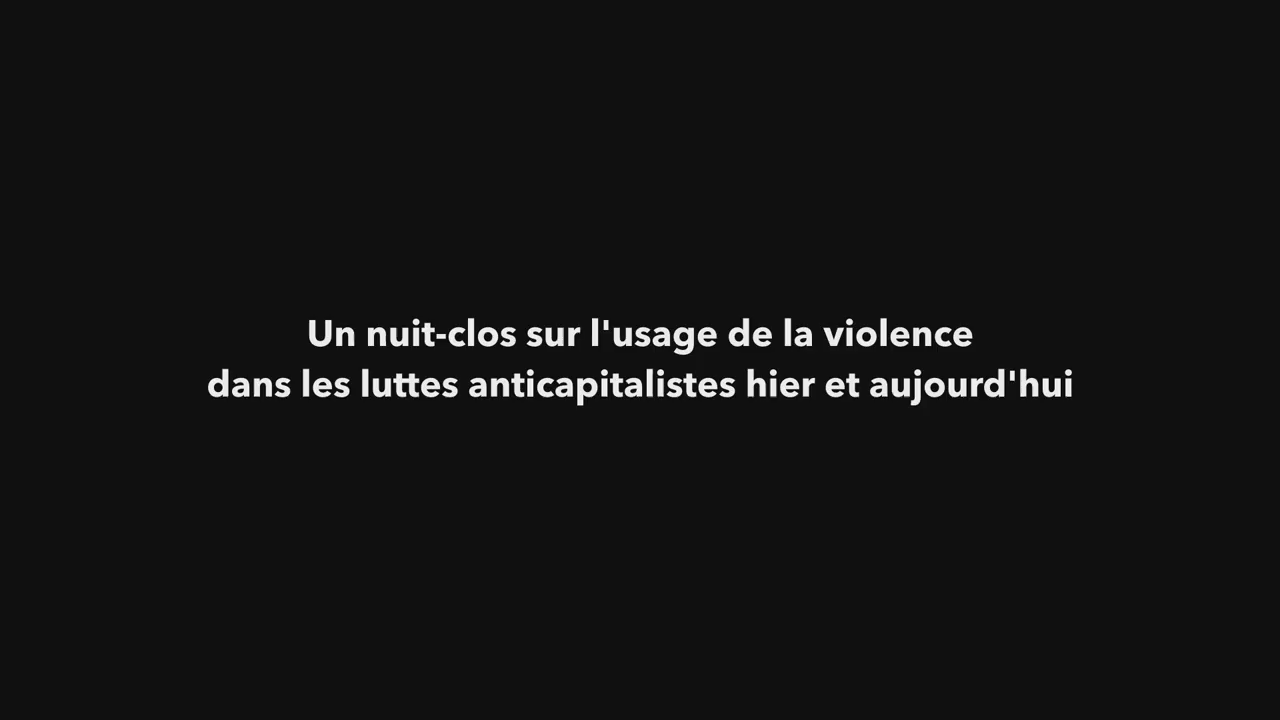 Un nuit-clos sur l'usage de la violence
dans les luttes anticapitalistes hier et aujourd'hui